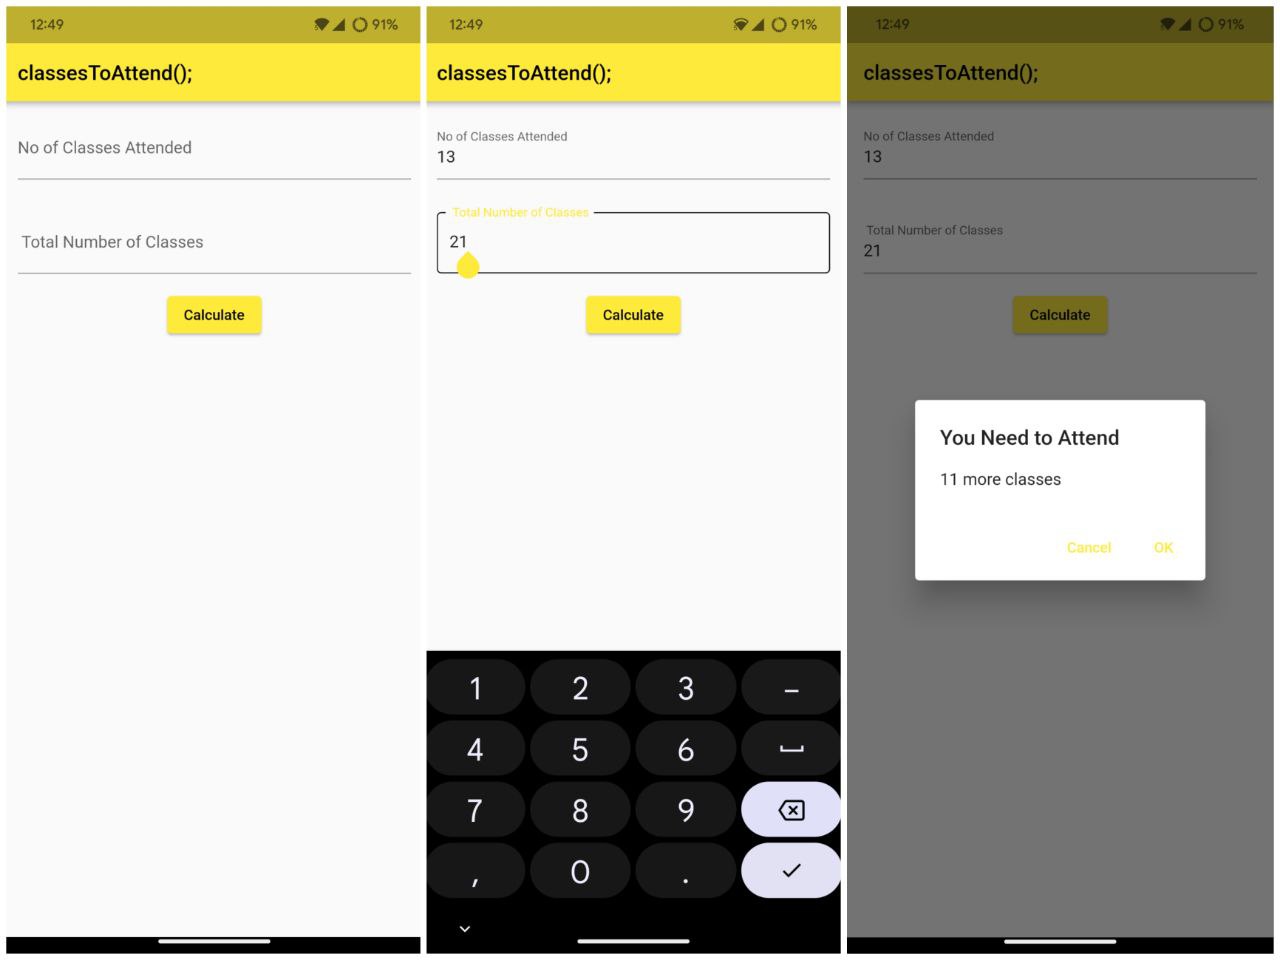 12:49
91%
classesToAttend();
No of Classes Attended
Total Number of Classes
Calculate
12:49
91%
classesToAttend();
No of Classes Attended
13
Total Number of Classes
21
Calculate
1 2 3 –
4 5 6
7 8 9
, 0 .
12:49
91%
classesToAttend();
No of Classes Attended
13
Total Number of Classes
21
Calculate
You Need to Attend
11 more classes
Cancel OK